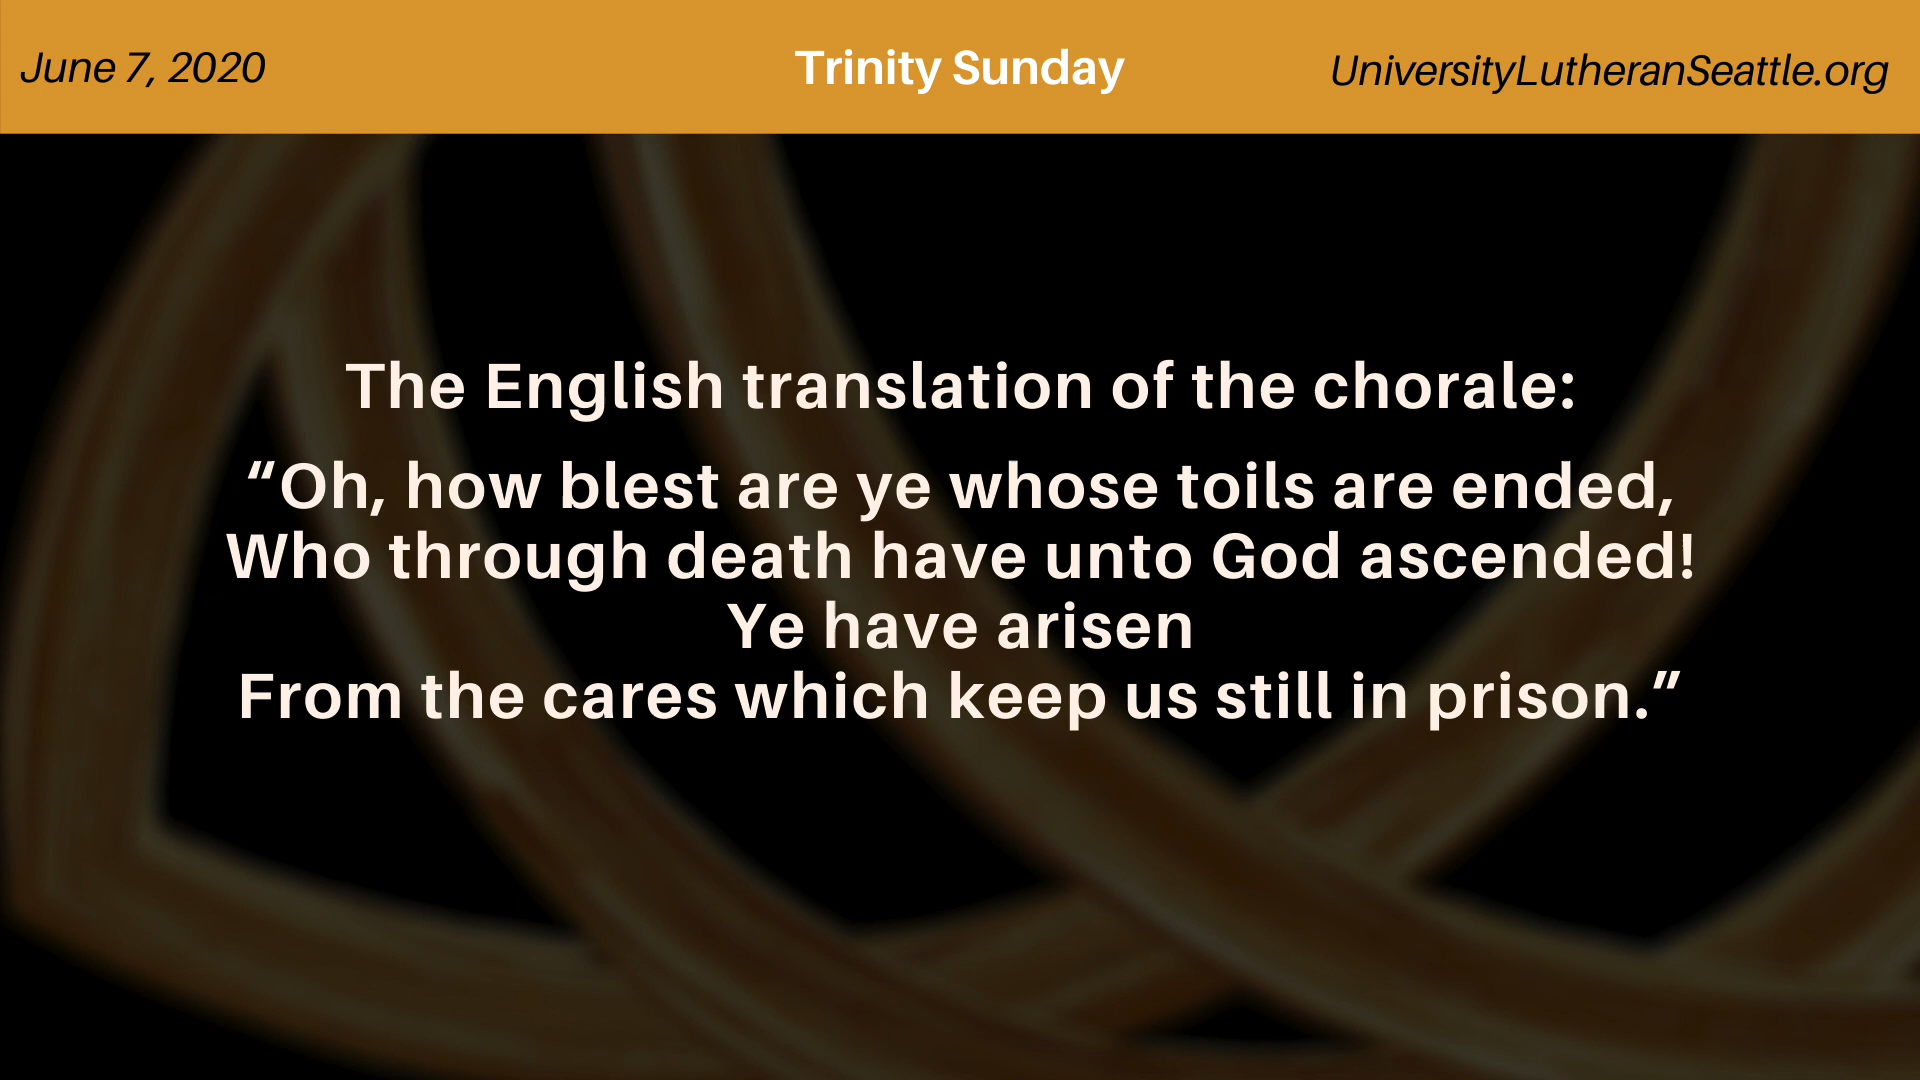 June 7, 2020
Trinity Sunday
UniversityLutheranSeattle.org
The English translation of the chorale:
“Oh, how blest are ye whose toils are ended,
Who through death have unto God ascended!
Ye have arisen
From the cares which keep us still in prison.”